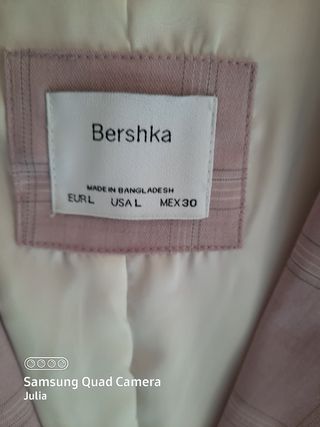 Bershka
MADE IN BANGLADESH
EUR L USA L MEX 30
Samsung Quad Camera
Julia